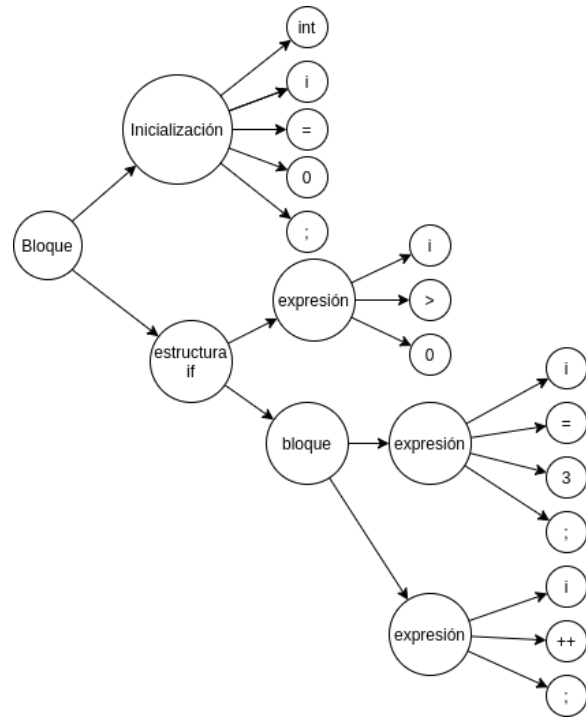 int
i
=
0
;
Inicialización
Bloque
estructura
if
expresión
i
>
0
bloque
expresión
i
=
3
;
expresión
i
++
;